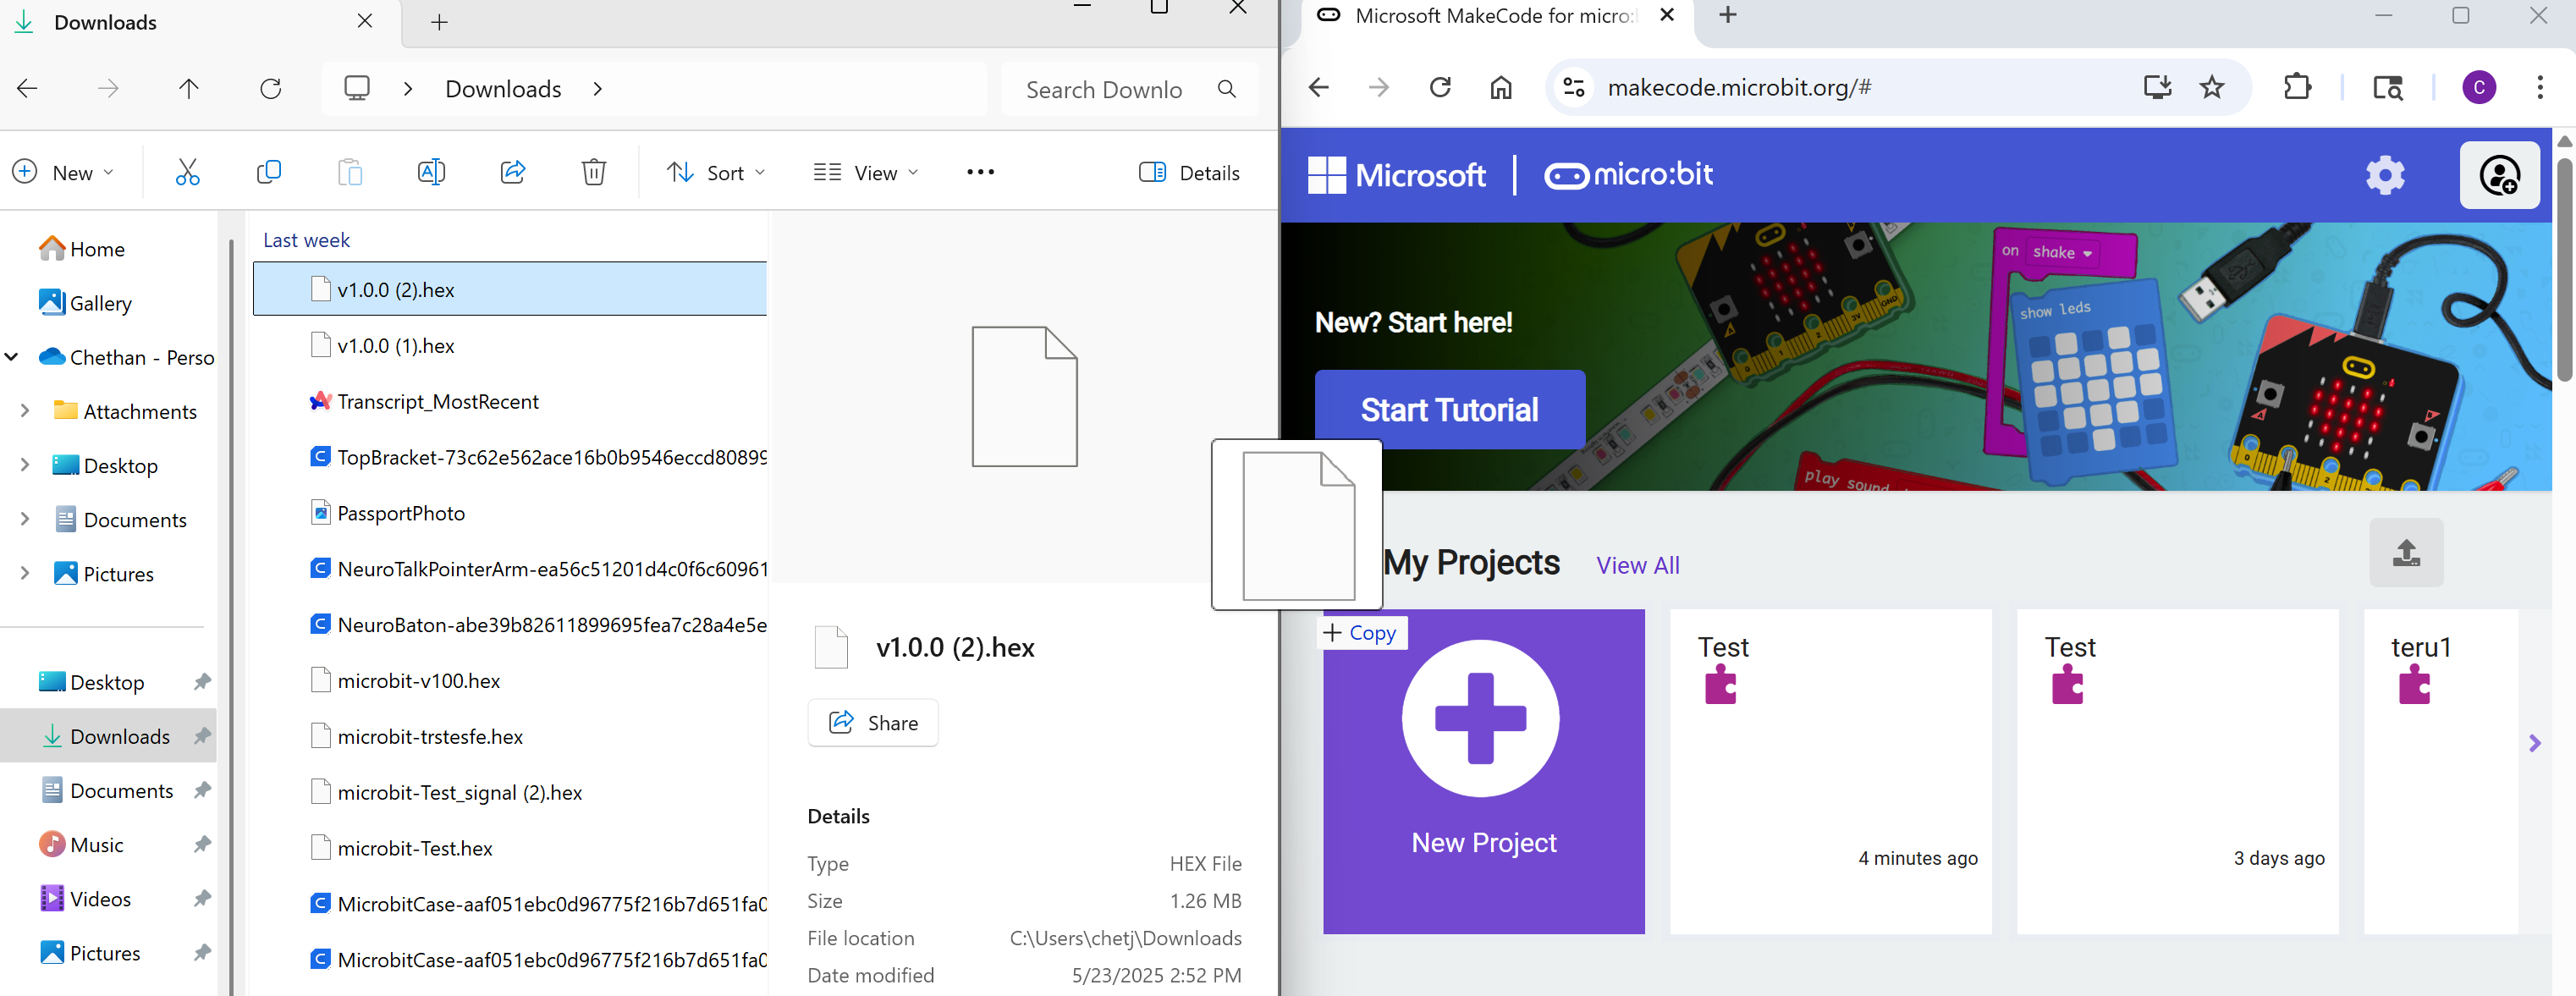 Downloads
Downloads
Search Downlo
New
Sort
View
Details
Home
Gallery
Chethan - Perso
Attachments
Desktop
Documents
Pictures
Desktop
Downloads
Documents
Music
Videos
Pictures
Last week
v1.0.0 (2).hex
v1.0.0 (1).hex
Transcript_MostRecent
TopBracket-73c62e562ace16b0b9546eccd80899
PassportPhoto
NeuroTalkPointerArm-ea56c51201d4c0f6c60961
NeuroBaton-abe39b82611899695fea7c28a4e5e
microbit-v100.hex
microbit-trstesfe.hex
microbit-Test_signal (2).hex
microbit-Test.hex
MicrobitCase-aaf051ebc0d96775f216b7d651fa0
MicrobitCase-aaf051ebc0d96775f216b7d651fa0
v1.0.0 (2).hex
Share
Details
Type HEX File
Size 1.26 MB
File location C:\Users\chetj\Downloads
Date modified 5/23/2025 2:52 PM
Microsoft MakeCode for micro:
makecode.microbit.org/#
C
Microsoft
micro:bit
New? Start here!
Start Tutorial
on shake
show leds
play sound
GND
3V
2
1
2
My Projects
View All
Copy
New Project
Test
4 minutes ago
Test
3 days ago
teru1